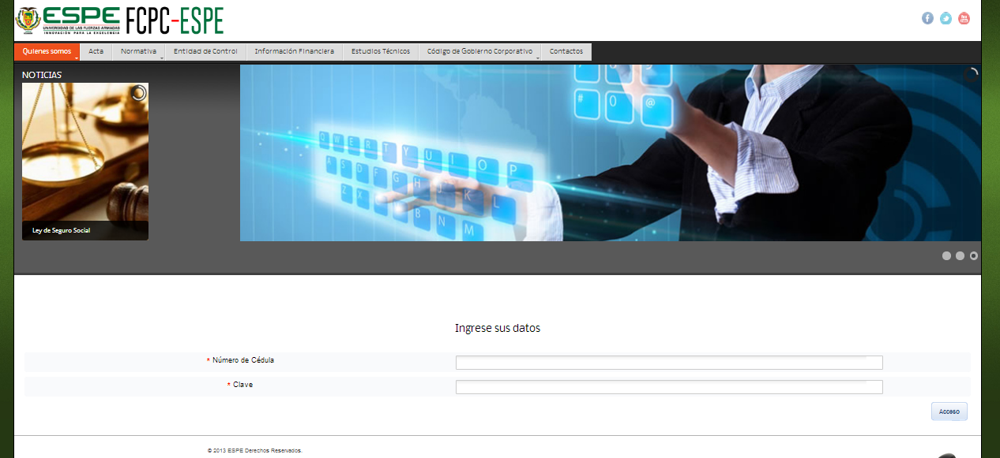 ESPE FCPC-ESPE
UNIVERSIDAD DE LAS FUERZAS ARMADAS
INNOVACIÓN PARA LA EXCELENCIA
You
Quienes somos Acta Normativa Entidad de Control Información Financiera Estudios Técnicos Código de Gobierno Corporativo Contactos
NOTICIAS
# 0 @
Q W E R T Y U I O P
A S D F G H J K L
Z X B N M
Ley de Seguro Social
Ingrese sus datos
* Número de Cédula
* Clave
Acceso
© 2013 ESPE Derechos Reservados.